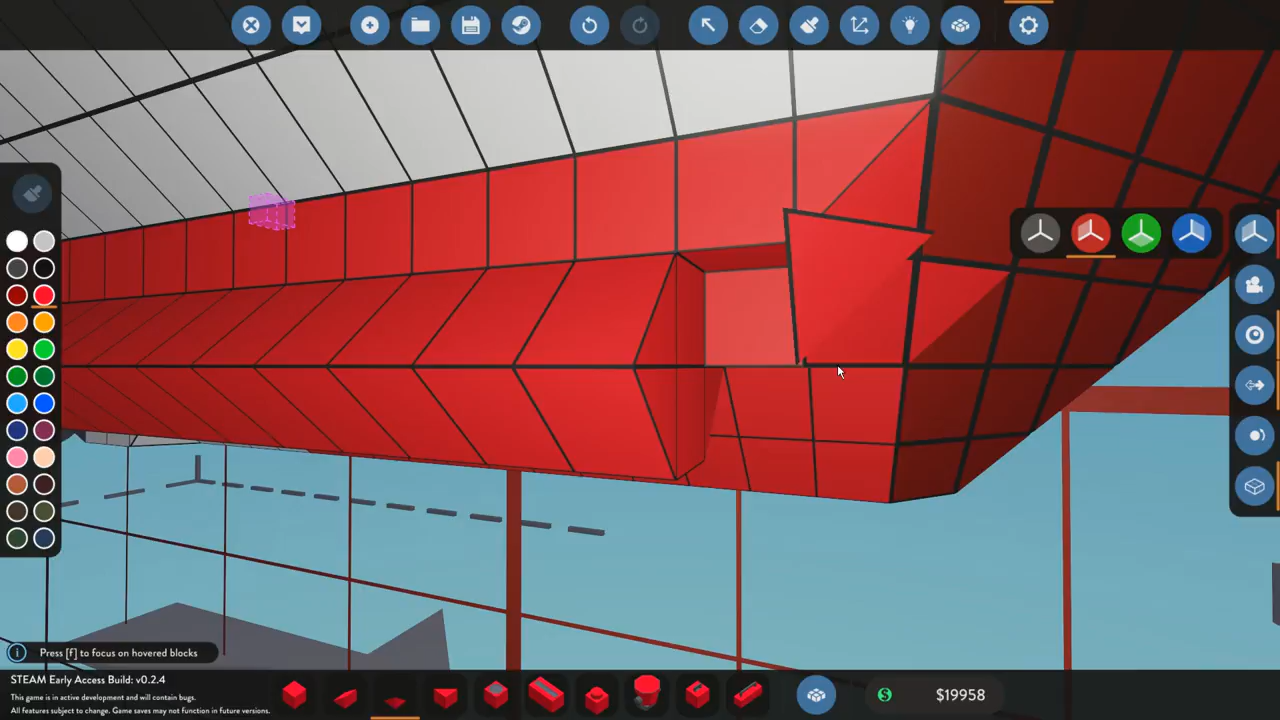 Press [f] to focus on hovered blocks
STEAM Early Access Build: v0.2.4
This game is in active development and will contain bugs.
All features subject to change. Game saves may not function in future versions.
$19958